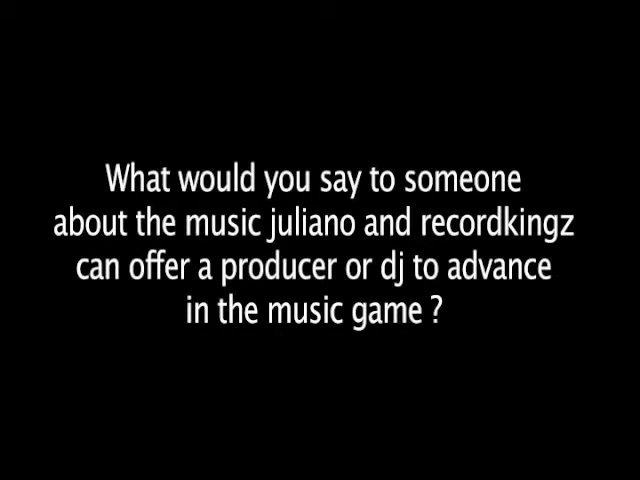 What would you say to someone
about the music juliano and recordkingz
can offer a producer or dj to advance
in the music game ?